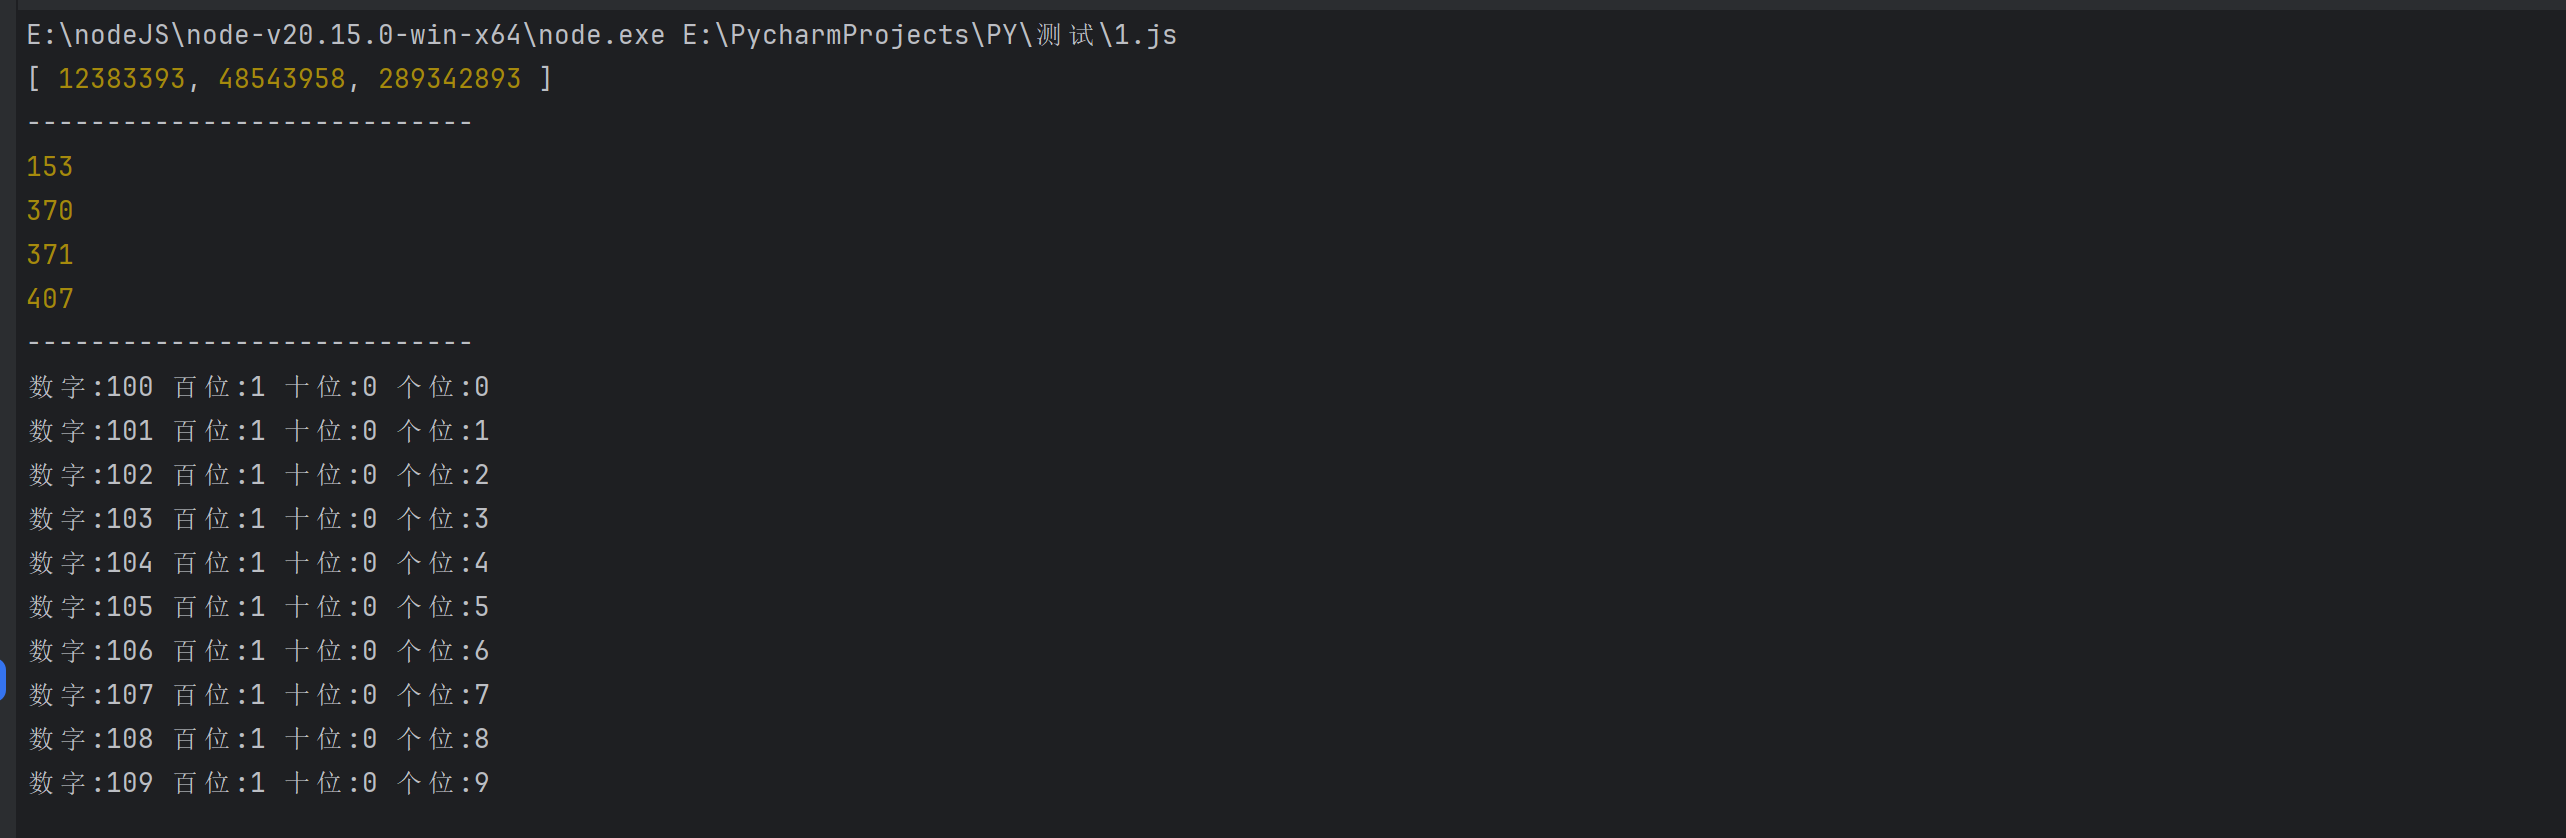 E:\nodeJS\node-v20.15.0-win-x64\node.exe E:\PycharmProjects\PY\测试\1.js
[ 12383393, 48543958, 289342893 ]
----------------------------
153
370
371
407
----------------------------
数字:100 百位:1 十位:0 个位:0
数字:101 百位:1 十位:0 个位:1
数字:102 百位:1 十位:0 个位:2
数字:103 百位:1 十位:0 个位:3
数字:104 百位:1 十位:0 个位:4
数字:105 百位:1 十位:0 个位:5
数字:106 百位:1 十位:0 个位:6
数字:107 百位:1 十位:0 个位:7
数字:108 百位:1 十位:0 个位:8
数字:109 百位:1 十位:0 个位:9